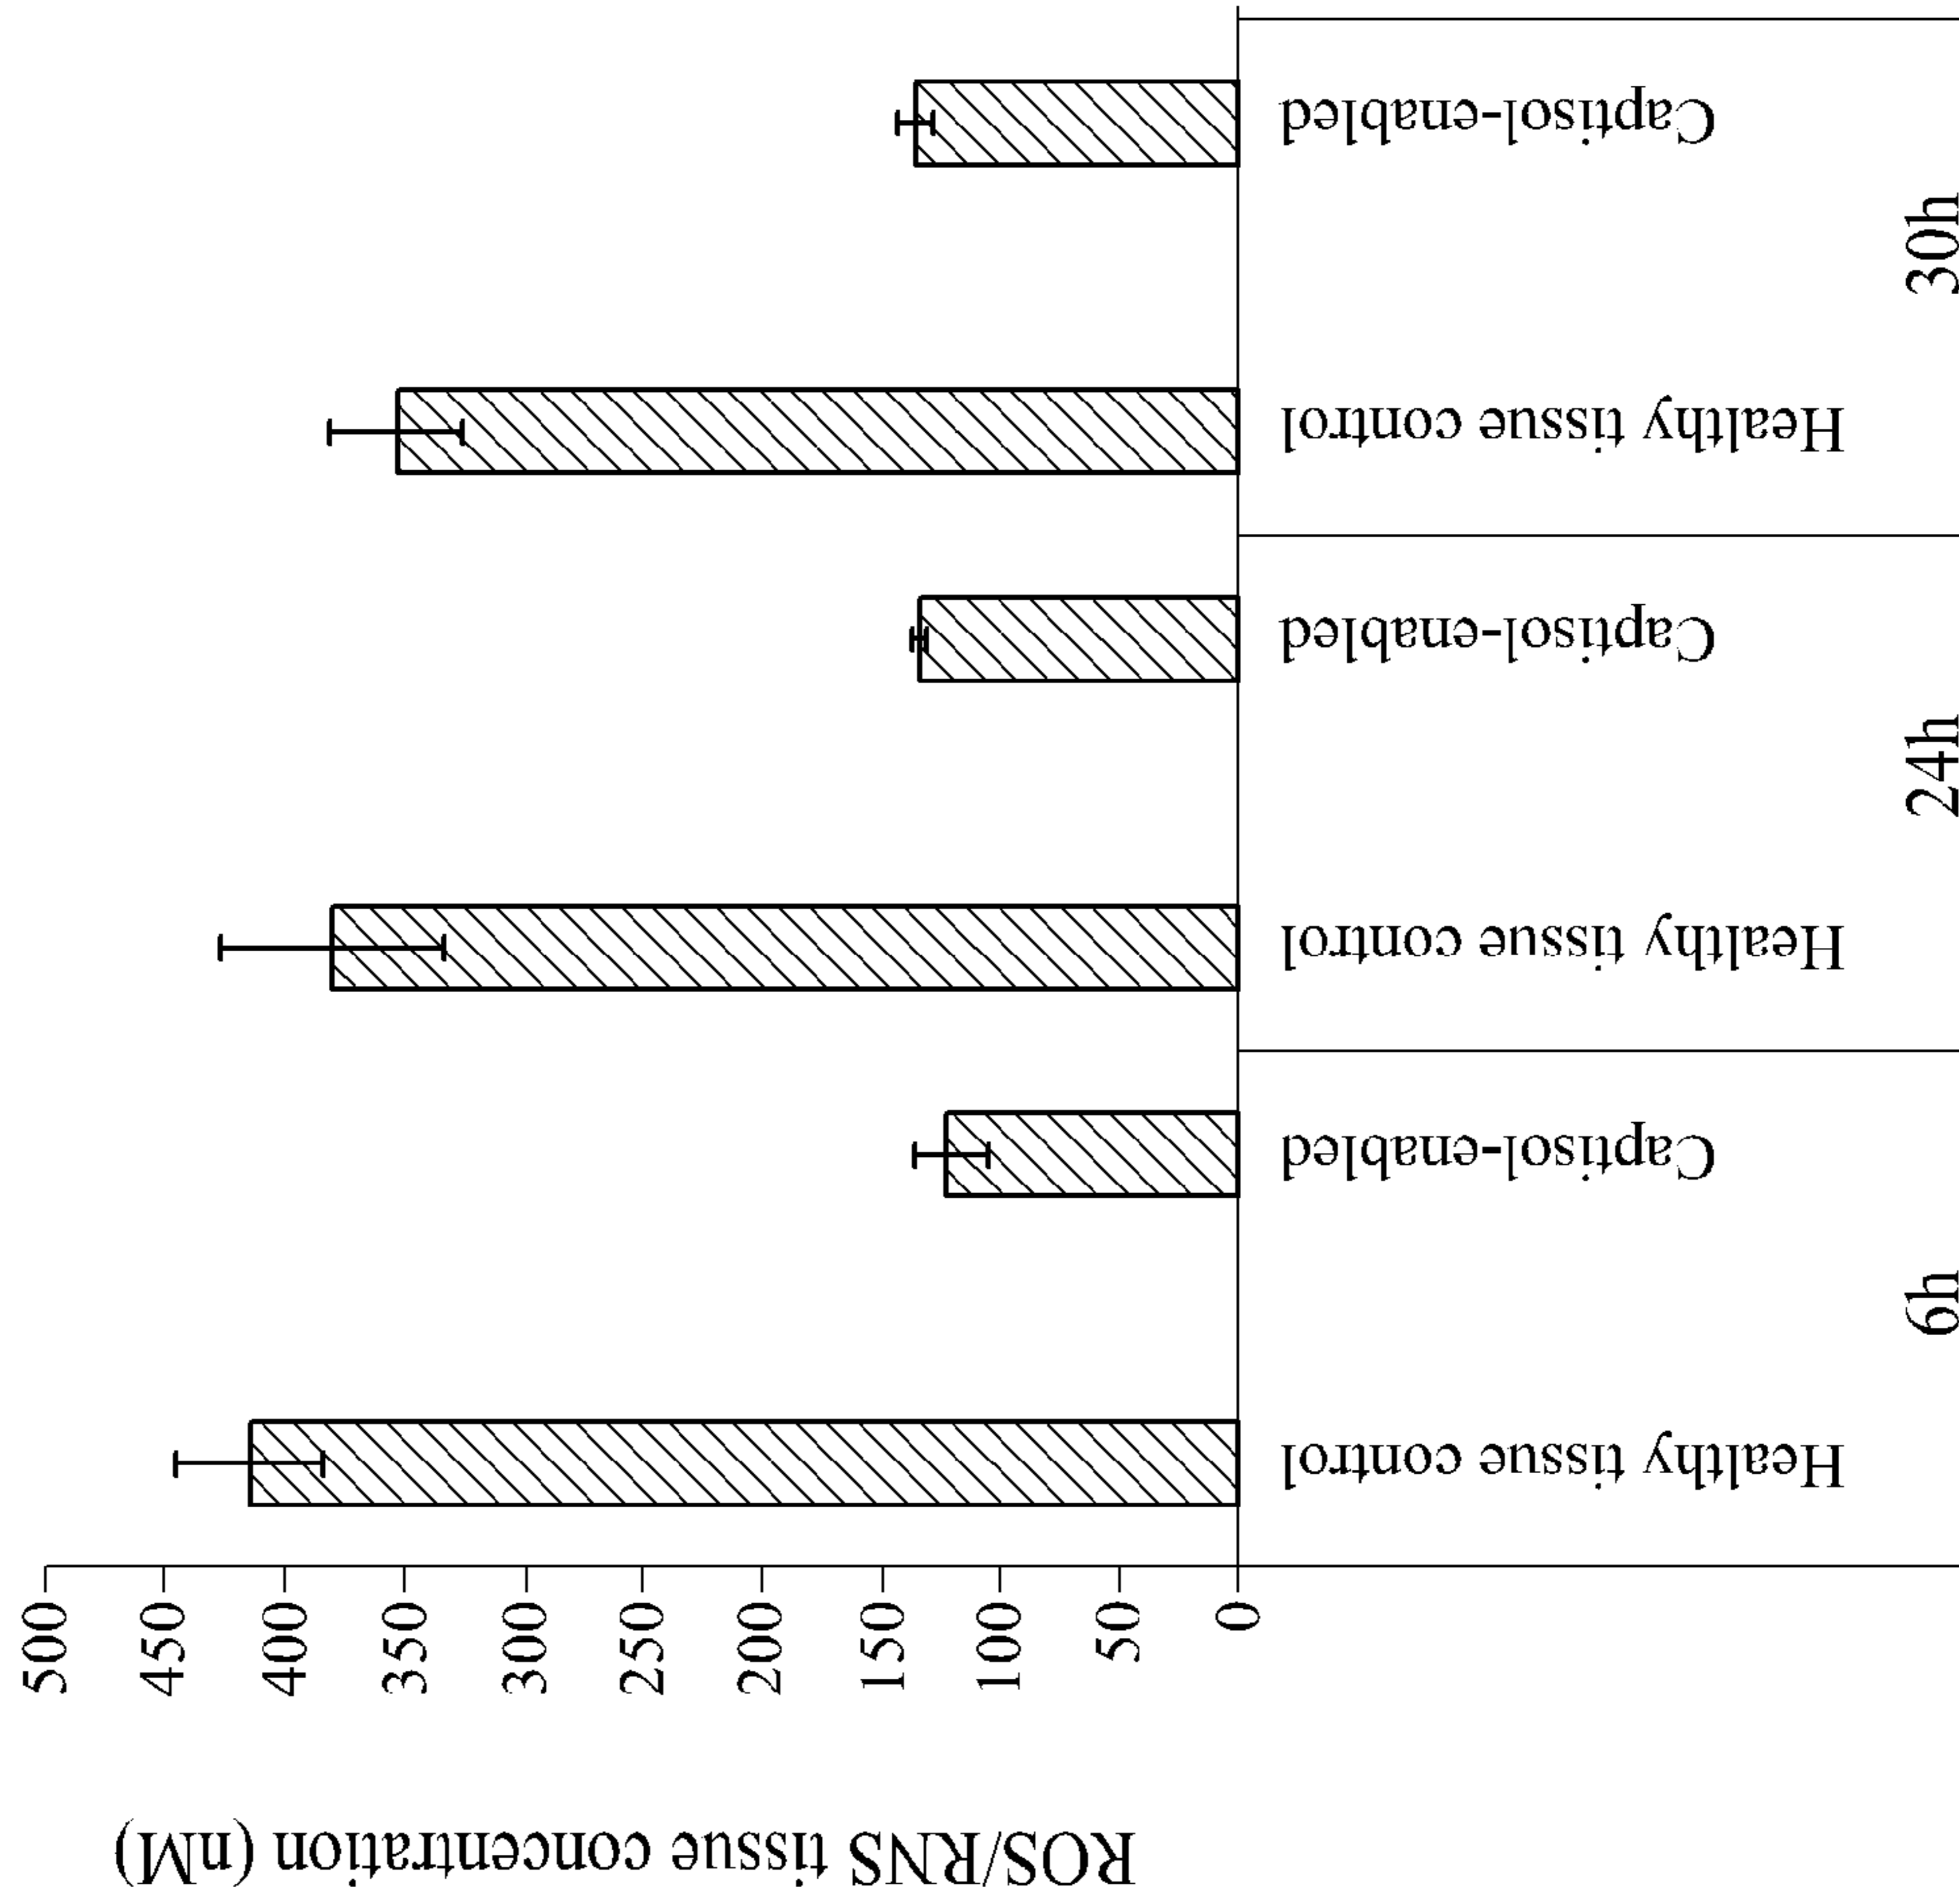 ROS/RNS tissue concentration (nM)
500
450
400
350
300
250
200
150
100
50
0
Healthy tissue control
Captisol-enabled
Healthy tissue control
Captisol-enabled
Healthy tissue control
Captisol-enabled
6h
24h
30h